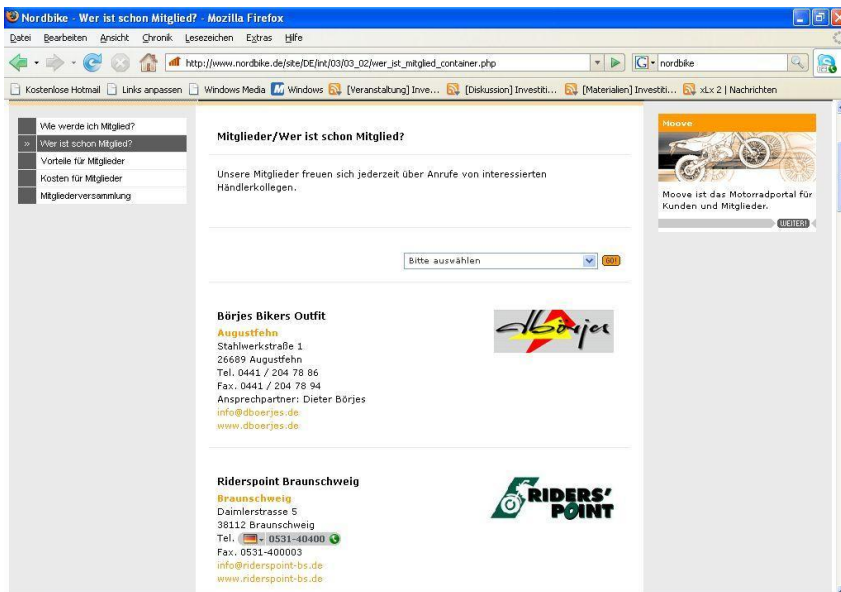 Nordbike - Wer ist schon Mitglied? - Mozilla Firefox
Datei Bearbeiten Ansicht Chronik Lesezeichen Extras Hilfe
http://www.nordbike.de/site/DE/int/03/03_02/wer_ist_mitglied_container.php
G nordbike
Kostenlose Hotmail Links anpassen Windows Media Windows [Veranstaltung] Inve... [Diskussion] Investiti... [Materialien] Investiti... xLx 2 | Nachrichten
Wie werde ich Mitglied?
» Wer ist schon Mitglied?
Vorteile für Mitglieder
Kosten für Mitglieder
Mitgliederversammlung
Mitglieder/Wer ist schon Mitglied?
Unsere Mitglieder freuen sich jederzeit über Anrufe von interessierten
Händlerkollegen.
Bitte auswählen GO!
Börjes Bikers Outfit
Augustfehn
Stahlwerkstraße 1
26689 Augustfehn
Tel. 0441 / 204 78 86
Fax. 0441 / 204 78 94
Ansprechpartner: Dieter Börjes
info@dboerjes.de
www.dboerjes.de
dbörjes
Riderspoint Braunschweig
Braunschweig
Daimlerstrasse 5
38112 Braunschweig
Tel. 0531-40400
Fax. 0531-400003
info@riderspoint-bs.de
www.riderspoint-bs.de
RIDERS'
POINT
Moove
Moove ist das Motorradportal für
Kunden und Mitglieder.
WEITER!